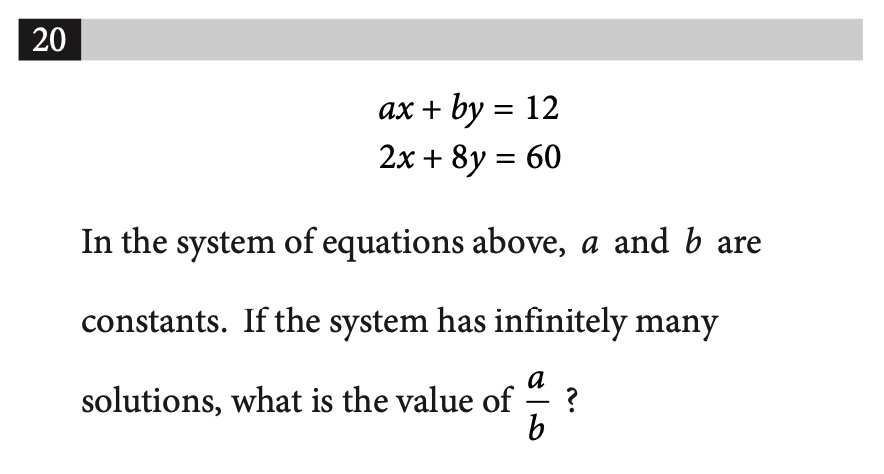 20
ax + by = 12
2x + 8y = 60
In the system of equations above, a and b are
constants. If the system has infinitely many
solutions, what is the value of a/b ?